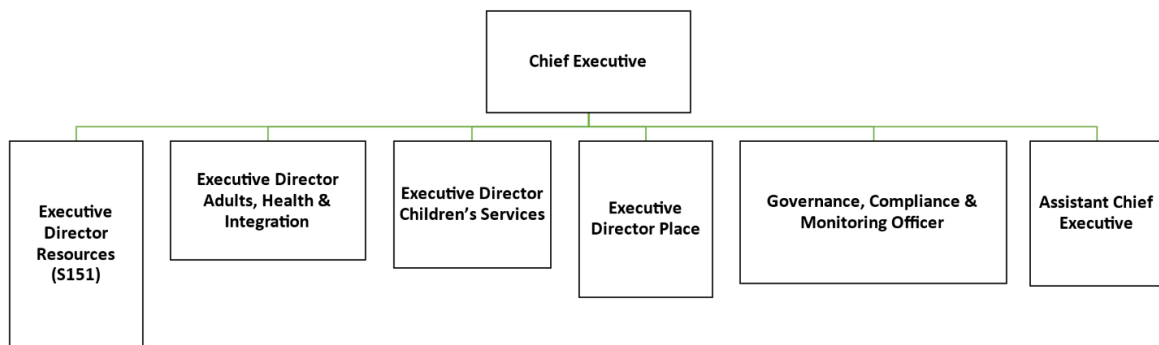 Chief Executive
Executive
Director
Resources
(S151)
Executive Director
Adults, Health &
Integration
Executive Director
Children’s Services
Executive
Director Place
Governance, Compliance &
Monitoring Officer
Assistant Chief
Executive